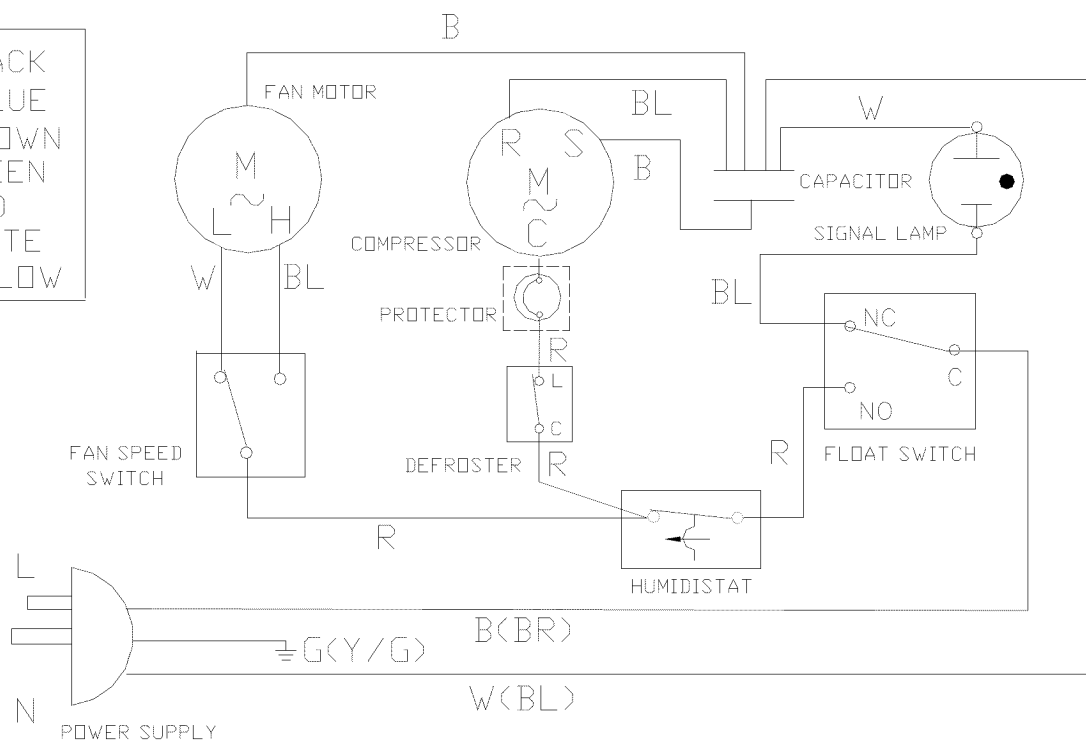 B
FAN MOTOR
BL
W
R S
M
B
CAPACITOR
M
L H
C
COMPRESSOR
SIGNAL LAMP
W BL
BL
PROTECTOR
NC
C
NO
R
L
C
FAN SPEED
SWITCH
DEFROSTER
R
R
FLOAT SWITCH
R
HUMIDISTAT
L
B(BR)
G(Y/G)
W(BL)
N
POWER SUPPLY